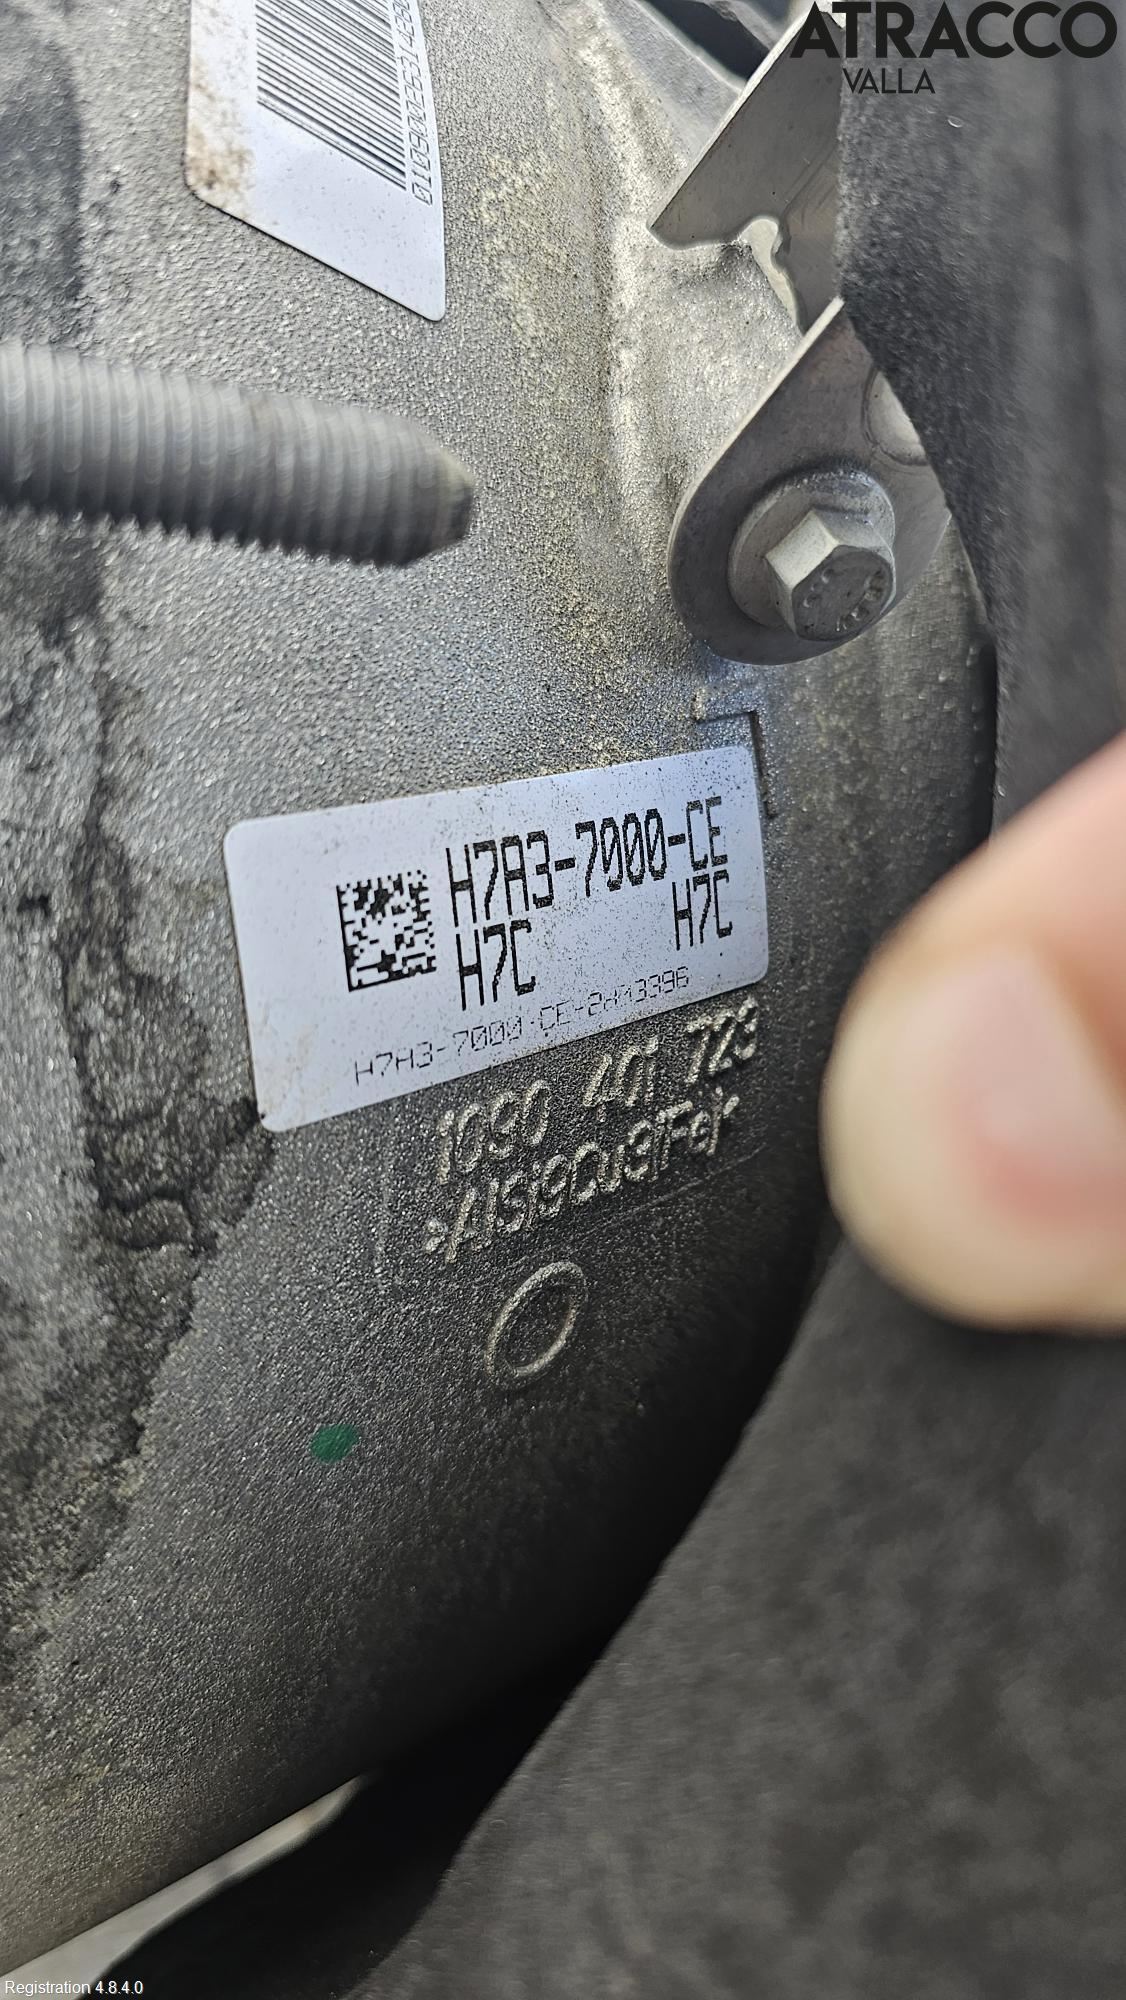 ATRACCO
VALLA
H7A3-7000-CE
H7C H7C
H7A3-7000-CE-2HM3396
1090 401 723
>AlSi9Cu3(Fe)<
Registration 4.8.4.0